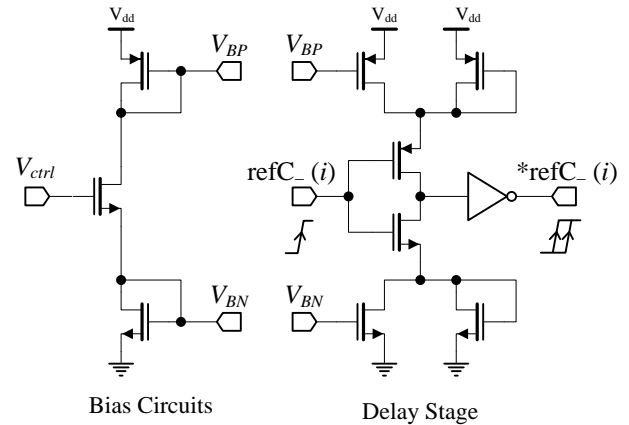 Vdd
Vdd
Vdd
VBP
VBP
Vctrl
refC_ (i)
*refC_ (i)
VBN
VBN
Bias Circuits
Delay Stage